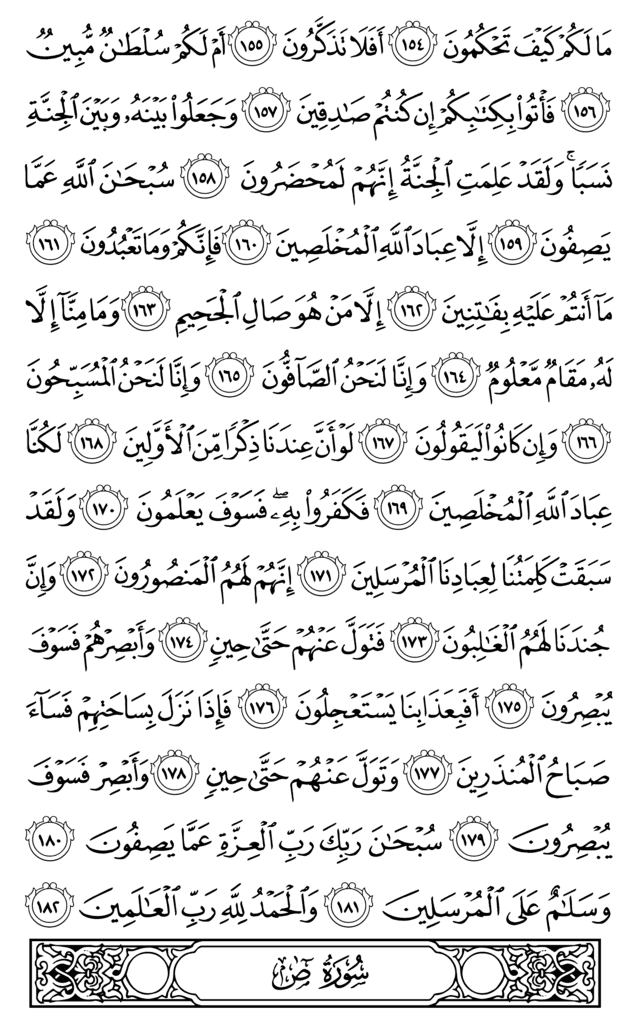 مَا لَكُمْ كَيْفَ تَحْكُمُونَ ١٥٤ أَفَلَا تَذَكَّرُونَ ١٥٥ أَمْ لَكُمْ سُلْطَـٰنٌ مُّبِينٌ
١٥٦ فَأْتُوا۟ بِكِتَـٰبِكُمْ إِن كُنتُمْ صَـٰدِقِينَ ١٥٧ وَجَعَلُوا۟ بَيْنَهُۥ وَبَيْنَ ٱلْجِنَّةِ
نَسَبًا ۚ وَلَقَدْ عَلِمَتِ ٱلْجِنَّةُ إِنَّهُمْ لَمُحْضَرُونَ ١٥٨ سُبْحَـٰنَ ٱللَّهِ عَمَّا
يَصِفُونَ ١٥٩ إِلَّا عِبَادَ ٱللَّهِ ٱلْمُخْلَصِينَ ١٦٠ فَإِنَّكُمْ وَمَا تَعْبُدُونَ ١٦١
مَآ أَنتُمْ عَلَيْهِ بِفَـٰتِنِينَ ١٦٢ إِلَّا مَنْ هُوَ صَالِ ٱلْجَحِيمِ ١٦٣ وَمَا مِنَّآ إِلَّا
لَهُۥ مَقَامٌ مَّعْلُومٌ ١٦٤ وَإِنَّا لَنَحْنُ ٱلصَّآفُّونَ ١٦٥ وَإِنَّا لَنَحْنُ ٱلْمُسَبِّحُونَ
١٦٦ وَإِن كَانُوا۟ لَيَقُولُونَ ١٦٧ لَوْ أَنَّ عِندَنَا ذِكْرًا مِّنَ ٱلْأَوَّلِينَ ١٦٨ لَكُنَّا
عِبَادَ ٱللَّهِ ٱلْمُخْلَصِينَ ١٦٩ فَكَفَرُوا۟ بِهِۦ ۖ فَسَوْفَ يَعْلَمُونَ ١٧٠ وَلَقَدْ
سَبَقَتْ كَلِمَتُنَا لِعِبَادِنَا ٱلْمُرْسَلِينَ ١٧١ إِنَّهُمْ لَهُمُ ٱلْمَنصُورُونَ ١٧٢ وَإِنَّ
جُندَنَا لَهُمُ ٱلْغَـٰلِبُونَ ١٧٣ فَتَوَلَّ عَنْهُمْ حَتَّىٰ حِينٍ ١٧٤ وَأَبْصِرْهُمْ فَسَوْفَ
يُبْصِرُونَ ١٧٥ أَفَبِعَذَابِنَا يَسْتَعْجِلُونَ ١٧٦ فَإِذَا نَزَلَ بِسَاحَتِهِمْ فَسَآءَ
صَبَاحُ ٱلْمُنذَرِينَ ١٧٧ وَتَوَلَّ عَنْهُمْ حَتَّىٰ حِينٍ ١٧٨ وَأَبْصِرْ فَسَوْفَ
يُبْصِرُونَ ١٧٩ سُبْحَـٰنَ رَبِّكَ رَبِّ ٱلْعِزَّةِ عَمَّا يَصِفُونَ ١٨٠
وَسَلَـٰمٌ عَلَى ٱلْمُرْسَلِينَ ١٨١ وَٱلْحَمْدُ لِلَّهِ رَبِّ ٱلْعَـٰلَمِينَ ١٨٢
سُورَةُ صٓ